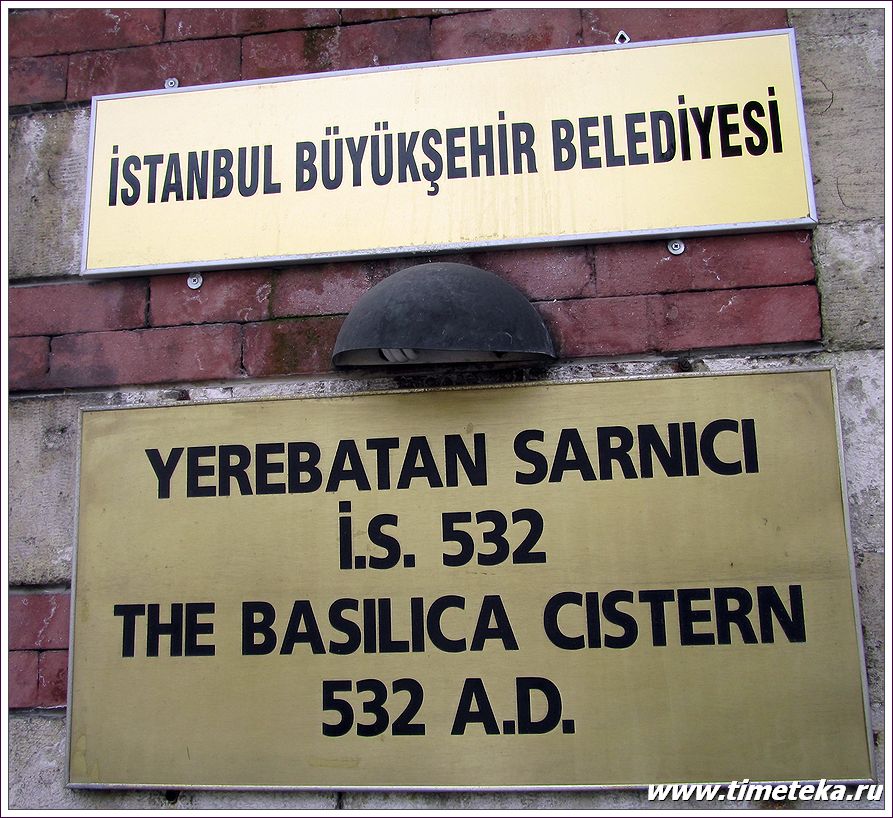 İSTANBUL BÜYÜKŞEHİR BELEDİYESİ
YEREBATAN SARNICI
İ.S. 532
THE BASILICA CISTERN
532 A.D.
www.timeteka.ru